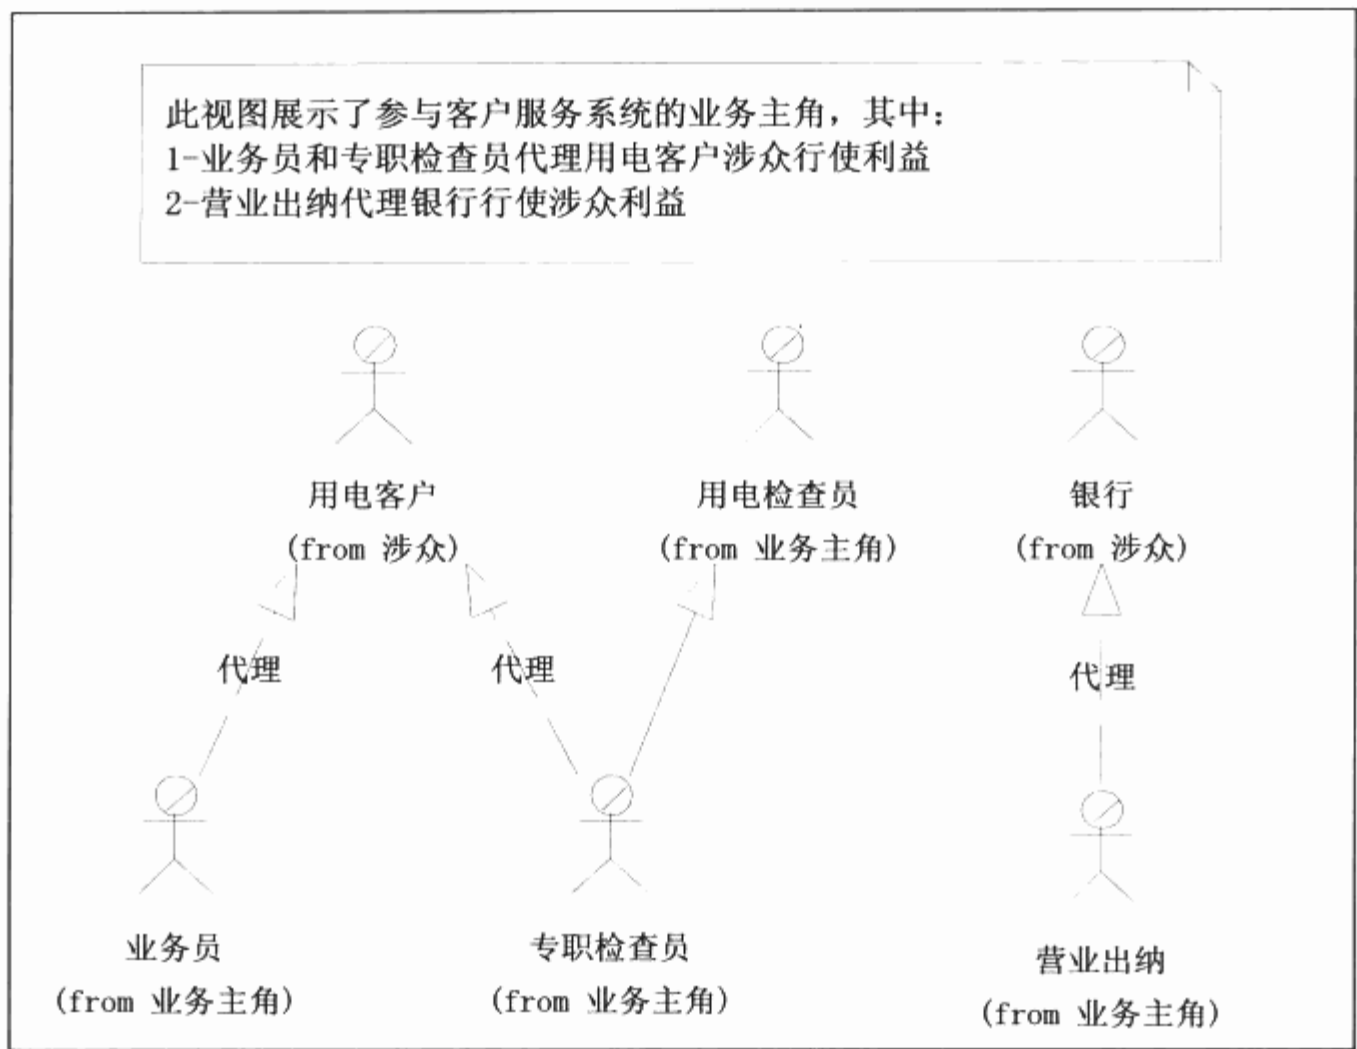 此视图展示了参与客户服务系统的业务主角，其中：
1-业务员和专职检查员代理用电客户涉众行使利益
2-营业出纳代理银行行使涉众利益
用电客户
(from 涉众)
用电检查员
(from 业务主角)
银行
(from 涉众)
代理
代理
代理
业务员
(from 业务主角)
专职检查员
(from 业务主角)
营业出纳
(from 业务主角)